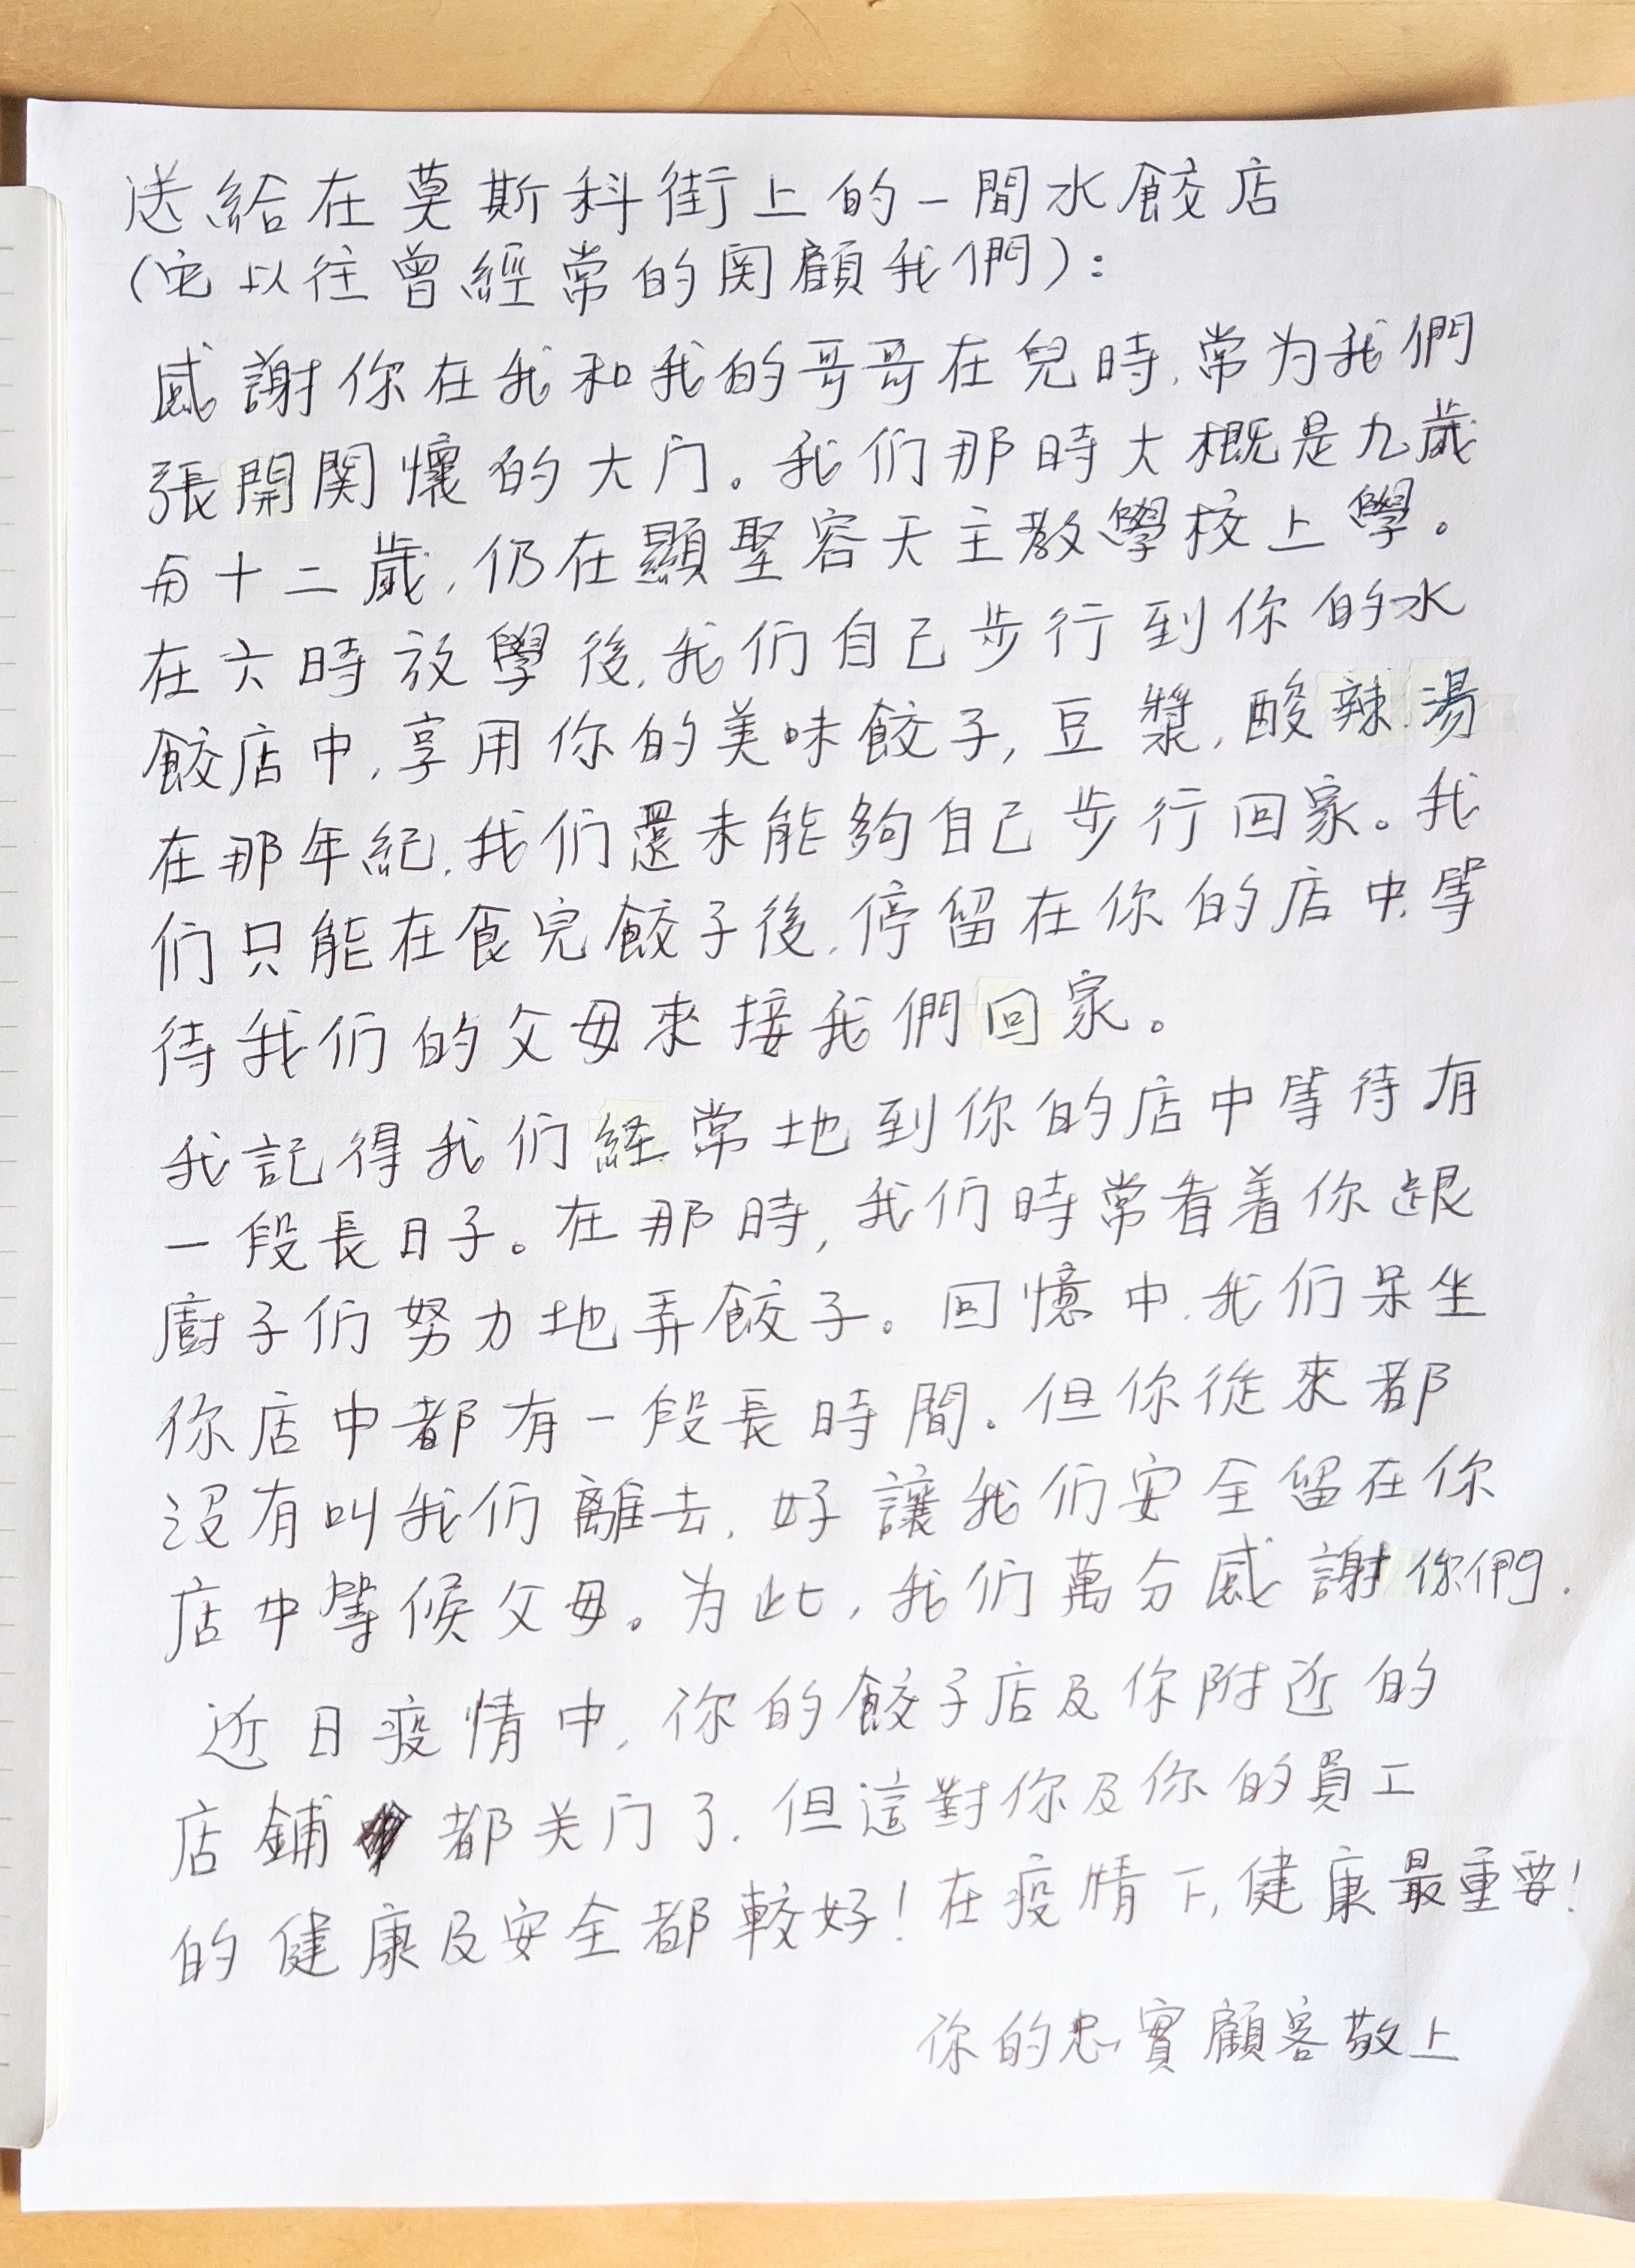 送給在莫斯科街上的一間水餃店
(它以往曾經常的関顧我們):
感謝你在我和我的哥哥在兒時,常为我們
張開関懷的大门。我们那時大概是九歲
与十二歲,仍在顯聖容天主教學校上學。
在六時放學後,我们自己步行到你的水
餃店中,享用你的美味餃子,豆漿,酸辣湯
在那年紀,我们還未能夠自己步行回家。我
们只能在食完餃子後,停留在你的店中,等
待我们的父母來接我們回家。
我記得我们経常地到你的店中等待有
一段長日子。在那時,我们時常看着你跟
廚子们努力地弄餃子。回憶中,我们呆坐
你店中都有一段長時間。但你從來都
沒有叫我们離去,好讓我们安全留在你
店中等候父母。为此,我们萬分感謝你們.
近日疫情中,你的餃子店及你附近的
店鋪都关门了.但這對你及你的員工
的健康及安全都較好!在疫情下,健康最重要!
你的忠實顧客敬上